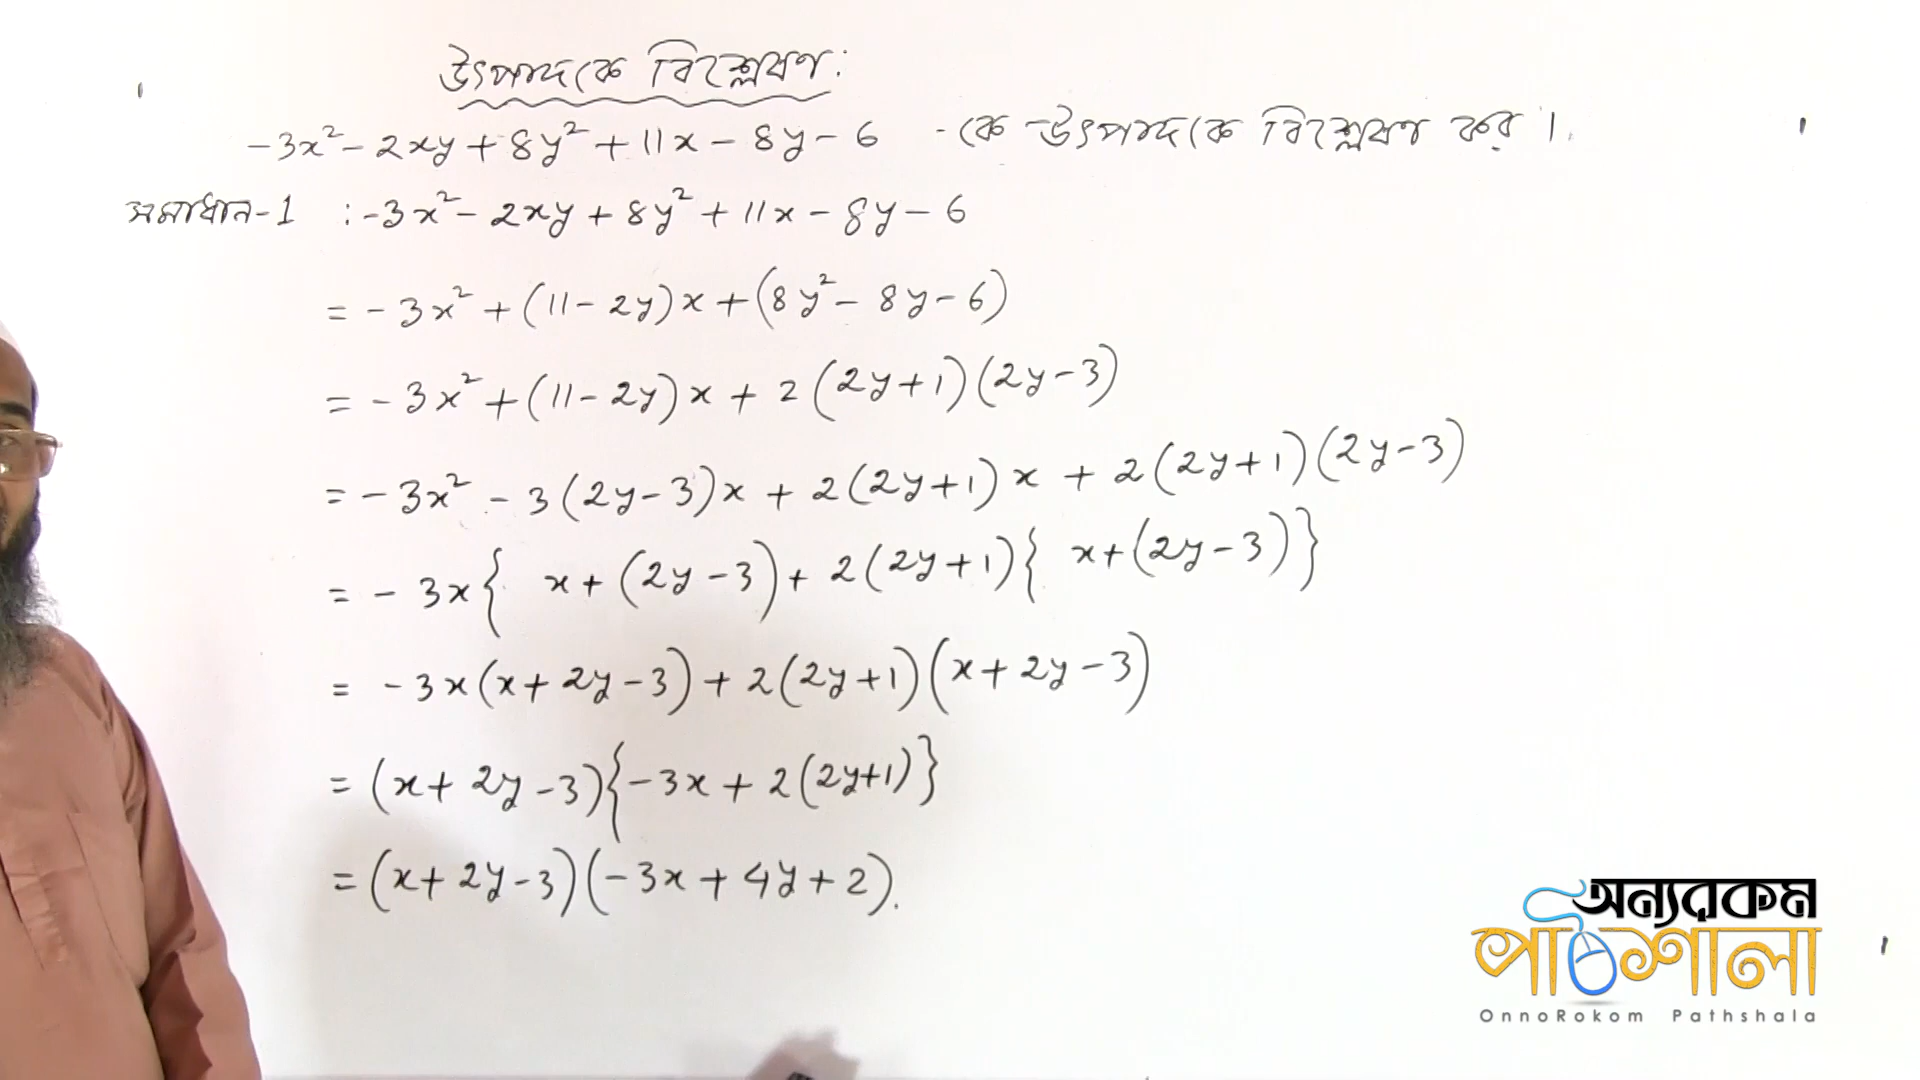 উৎপাদকে বিশ্লেষণ:
-3x² - 2xy + 8y² + 11x - 8y - 6 -কে উৎপাদকে বিশ্লেষণ কর।
সমাধান-1 : -3x² - 2xy + 8y² + 11x - 8y - 6
= -3x² + (11 - 2y)x + (8y² - 8y - 6)
= -3x² + (11 - 2y)x + 2(2y+1)(2y-3)
= -3x² - 3(2y-3)x + 2(2y+1)x + 2(2y+1)(2y-3)
= -3x{ x + (2y-3) + 2(2y+1){ x+(2y-3)}
= -3x(x + 2y - 3) + 2(2y+1)(x + 2y - 3)
= (x + 2y - 3){-3x + 2(2y+1)}
= (x + 2y - 3)(-3x + 4y + 2).
অন্যরকম
পাঠশালা
OnnoRokom Pathshala